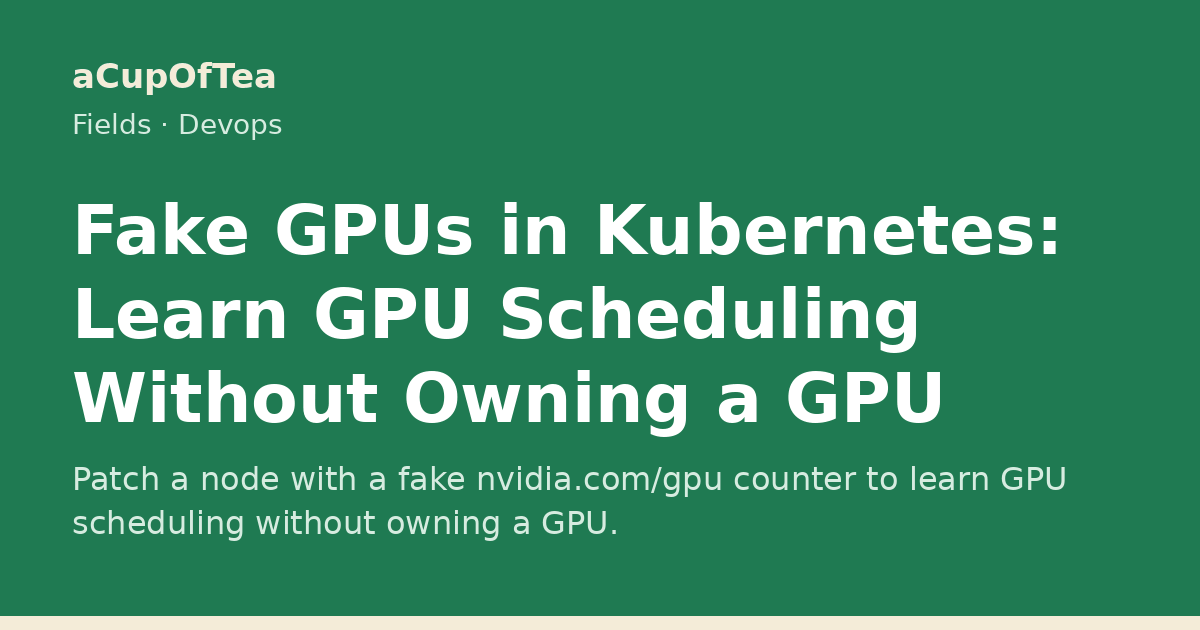 aCupOfTea
Fields · Devops
Fake GPUs in Kubernetes:
Learn GPU Scheduling
Without Owning a GPU
Patch a node with a fake nvidia.com/gpu counter to learn GPU
scheduling without owning a GPU.